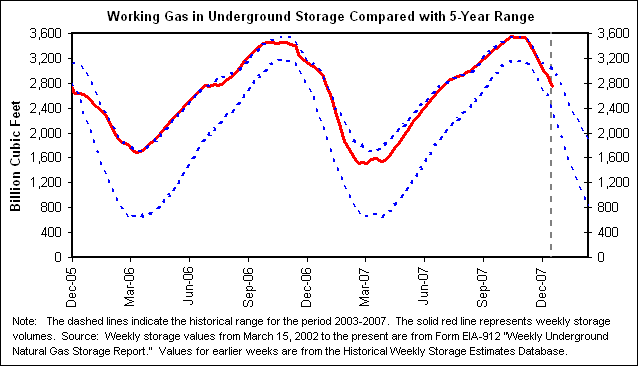 Working Gas in Underground Storage Compared with 5-Year Range
Billion Cubic Feet
3,600
3,200
2,800
2,400
2,000
1,600
1,200
800
400
0
3,600
3,200
2,800
2,400
2,000
1,600
1,200
800
400
0
Dec-05
Mar-06
Jun-06
Sep-06
Dec-06
Mar-07
Jun-07
Sep-07
Dec-07
Note: The dashed lines indicate the historical range for the period 2003-2007. The solid red line represents weekly storage
volumes. Source: Weekly storage values from March 15, 2002 to the present are from Form EIA-912 "Weekly Underground
Natural Gas Storage Report." Values for earlier weeks are from the Historical Weekly Storage Estimates Database.